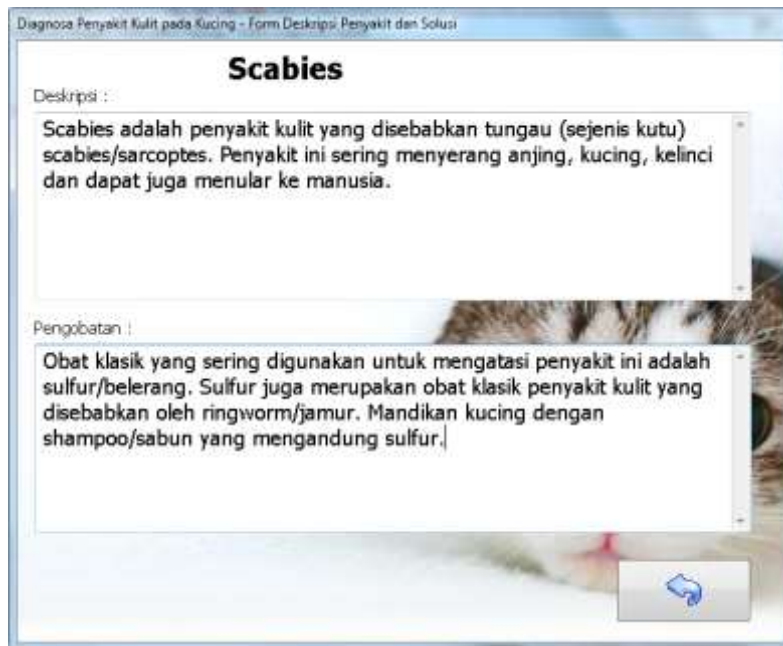 Diagnosa Penyakit Kulit pada Kucing - Form Deskripsi Penyakit dan Solusi
Scabies
Deskripsi :
Scabies adalah penyakit kulit yang disebabkan tungau (sejenis kutu)
scabies/sarcoptes. Penyakit ini sering menyerang anjing, kucing, kelinci
dan dapat juga menular ke manusia.
Pengobatan :
Obat klasik yang sering digunakan untuk mengatasi penyakit ini adalah
sulfur/belerang. Sulfur juga merupakan obat klasik penyakit kulit yang
disebabkan oleh ringworm/jamur. Mandikan kucing dengan
shampoo/sabun yang mengandung sulfur.